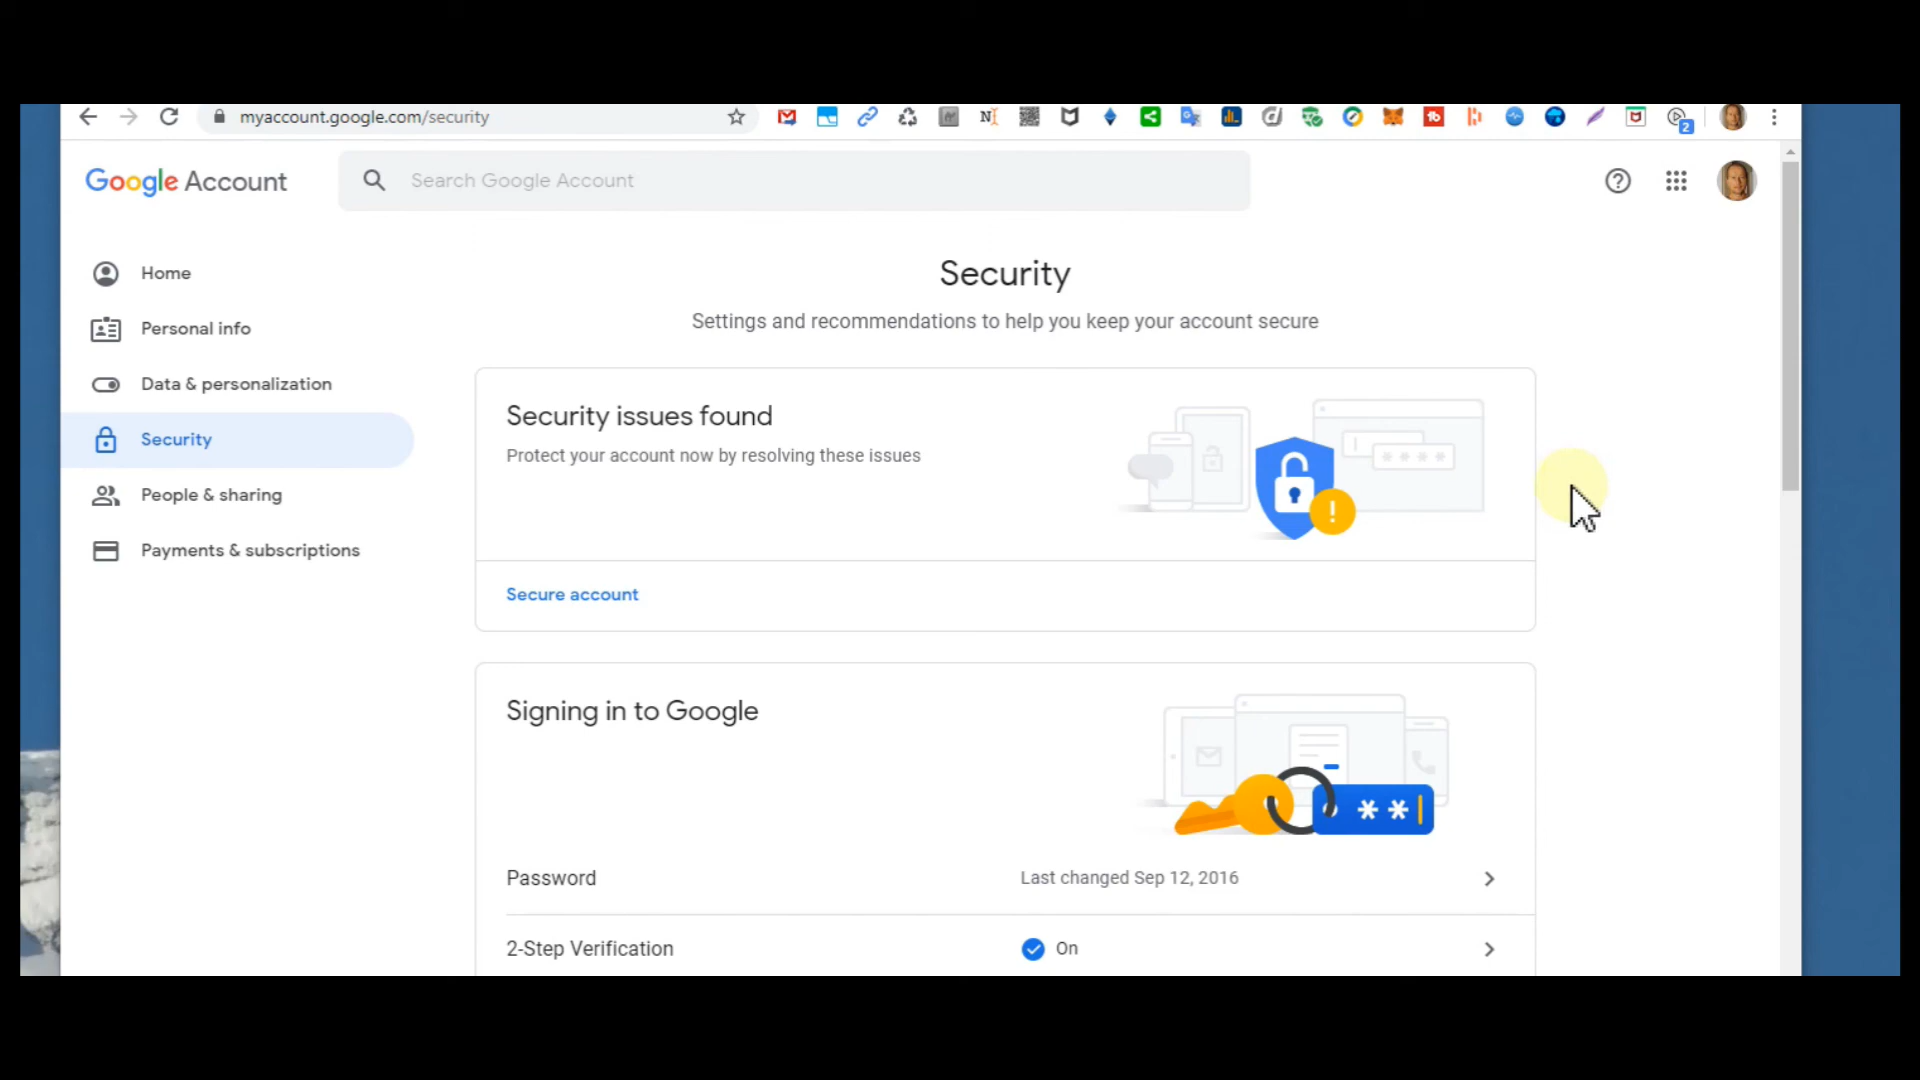 myaccount.google.com/security
Google Account
Search Google Account
Home
Personal info
Data & personalization
Security
People & sharing
Payments & subscriptions
Security
Settings and recommendations to help you keep your account secure
Security issues found
Protect your account now by resolving these issues
Secure account
Signing in to Google
Password
Last changed Sep 12, 2016
2-Step Verification
On
2